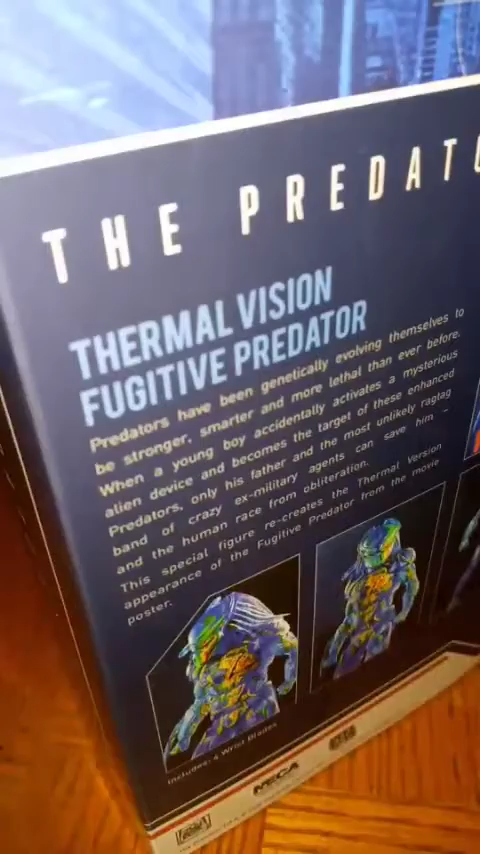 THE PREDATO
THERMAL VISION
FUGITIVE PREDATOR
Predators have been genetically evolving themselves to
be stronger, smarter and more lethal than ever before.
When a young boy accidentally activates a mysterious
alien device and becomes the target of these enhanced
Predators, only his father and the most unlikely ragtag
band of crazy ex-military agents can save him –
and the human race from obliteration.
This special figure re-creates the Thermal Version
appearance of the Fugitive Predator from the movie
poster.
Includes: 4 Wrist Blades
NECA